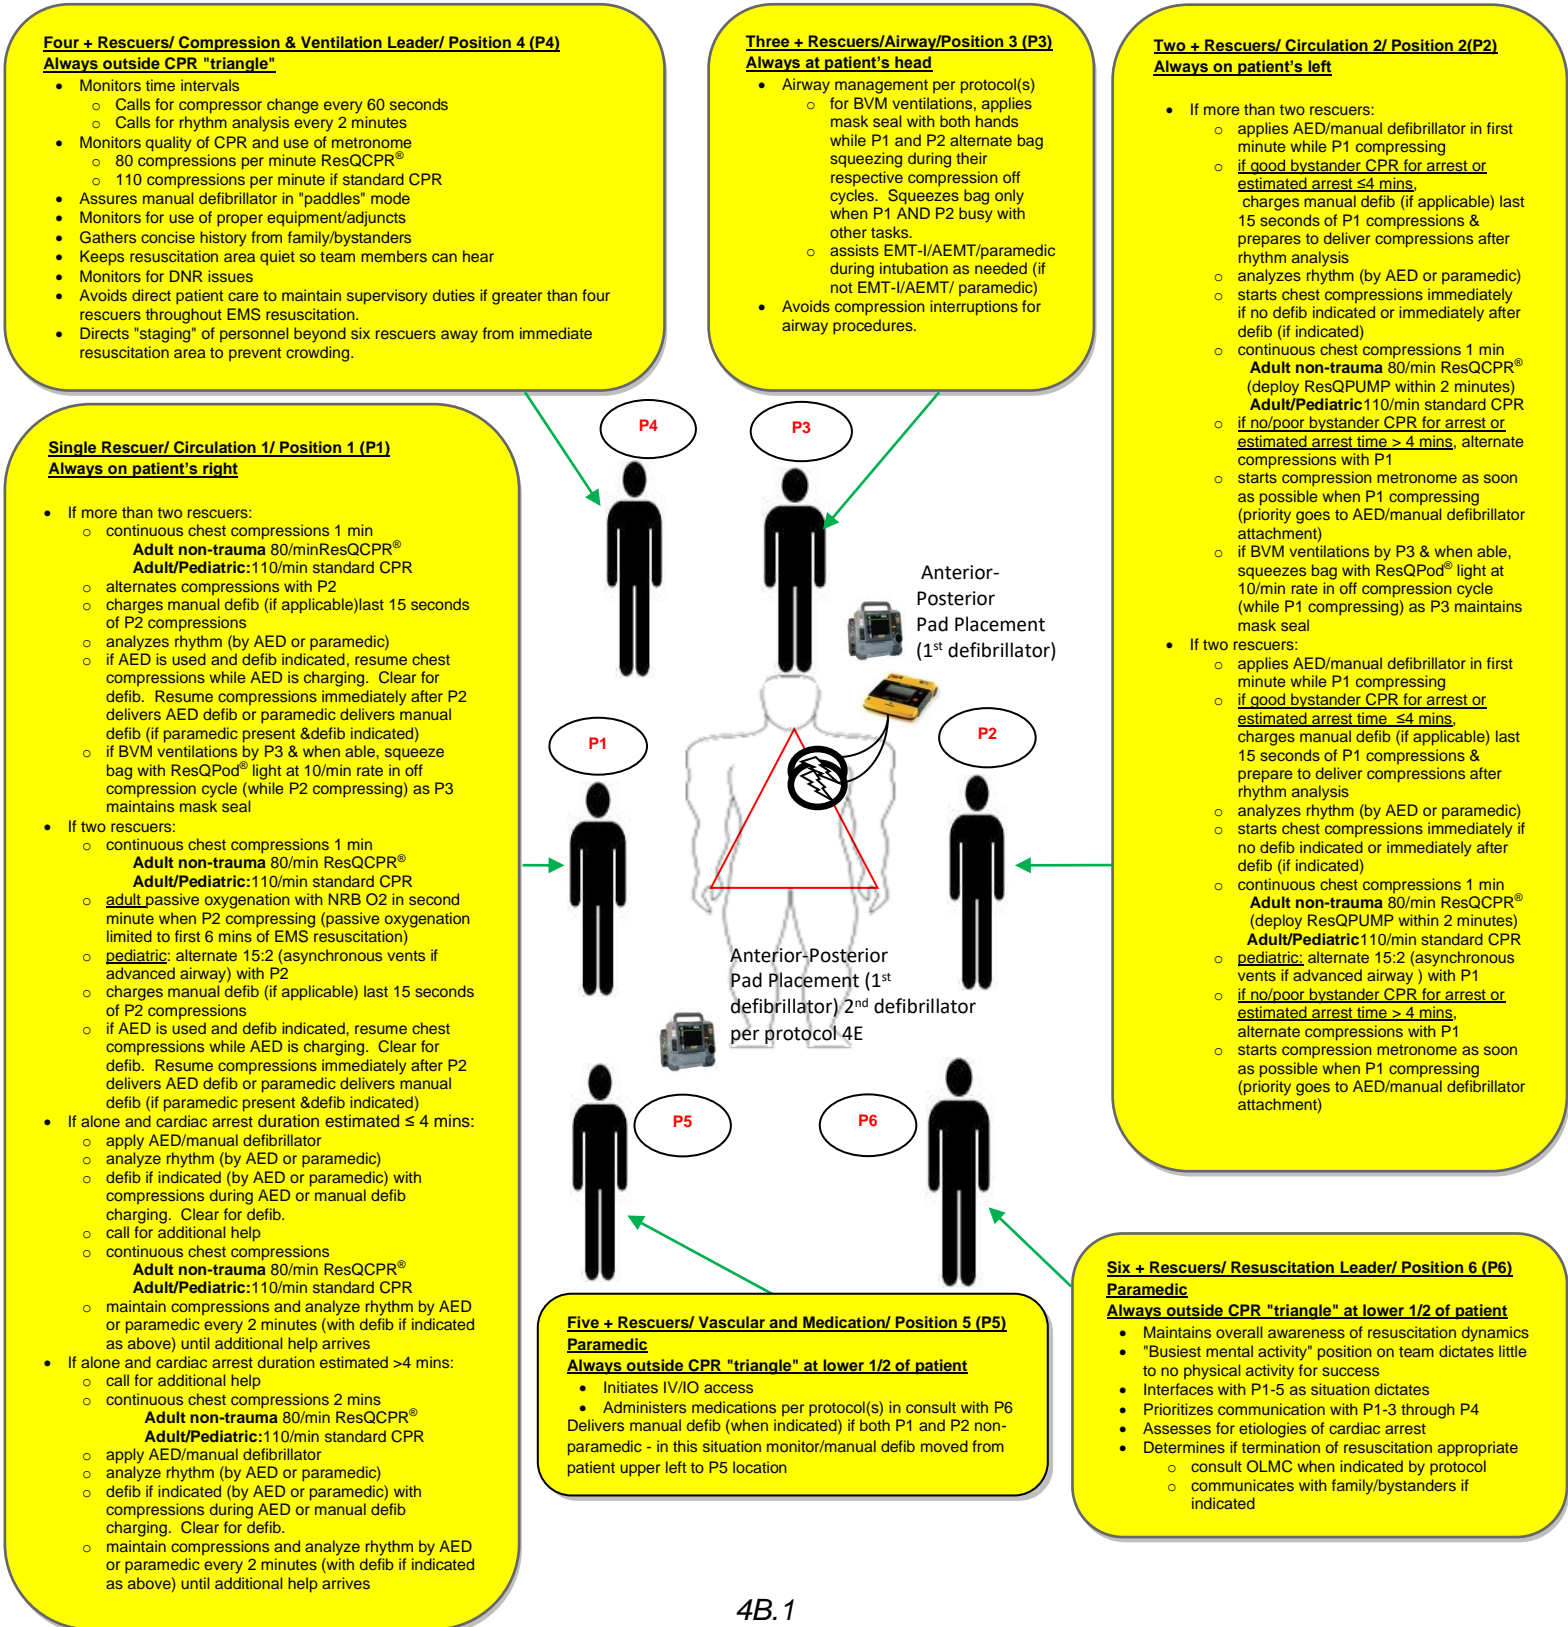 Four + Rescuers/ Compression & Ventilation Leader/ Position 4 (P4)
Always outside CPR "triangle"
• Monitors time intervals
o Calls for compressor change every 60 seconds
o Calls for rhythm analysis every 2 minutes
• Monitors quality of CPR and use of metronome
o 80 compressions per minute ResQCPR®
o 110 compressions per minute if standard CPR
• Assures manual defibrillator in "paddles" mode
• Monitors for use of proper equipment/adjuncts
• Gathers concise history from family/bystanders
• Keeps resuscitation area quiet so team members can hear
• Monitors for DNR issues
• Avoids direct patient care to maintain supervisory duties if greater than four
rescuers throughout EMS resuscitation.
• Directs "staging" of personnel beyond six rescuers away from immediate
resuscitation area to prevent crowding.
Three + Rescuers/Airway/Position 3 (P3)
Always at patient's head
• Airway management per protocol(s)
o for BVM ventilations, applies
mask seal with both hands
while P1 and P2 alternate bag
squeezing during their
respective compression off
cycles. Squeezes bag only
when P1 AND P2 busy with
other tasks.
o assists EMT-I/AEMT/paramedic
during intubation as needed (if
not EMT-I/AEMT/ paramedic)
• Avoids compression interruptions for
airway procedures.
Two + Rescuers/ Circulation 2/ Position 2(P2)
Always on patient's left
• If more than two rescuers:
o applies AED/manual defibrillator in first
minute while P1 compressing
o if good bystander CPR for arrest or
estimated arrest ≤4 mins,
charges manual defib (if applicable) last
15 seconds of P1 compressions &
prepares to deliver compressions after
rhythm analysis
o analyzes rhythm (by AED or paramedic)
o starts chest compressions immediately
if no defib indicated or immediately after
defib (if indicated)
o continuous chest compressions 1 min
Adult non-trauma 80/min ResQCPR®
(deploy ResQPUMP within 2 minutes)
Adult/Pediatric110/min standard CPR
o if no/poor bystander CPR for arrest or
estimated arrest time > 4 mins, alternate
compressions with P1
o starts compression metronome as soon
as possible when P1 compressing
(priority goes to AED/manual defibrillator
attachment)
o if BVM ventilations by P3 & when able,
squeezes bag with ResQPod® light at
10/min rate in off compression cycle
(while P1 compressing) as P3 maintains
mask seal
• If two rescuers:
o applies AED/manual defibrillator in first
minute while P1 compressing
o if good bystander CPR for arrest or
estimated arrest time ≤4 mins,
charges manual defib (if applicable) last
15 seconds of P1 compressions &
prepare to deliver compressions after
rhythm analysis
o analyzes rhythm (by AED or paramedic)
o starts chest compressions immediately if
no defib indicated or immediately after
defib (if indicated)
o continuous chest compressions 1 min
Adult non-trauma 80/min ResQCPR®
(deploy ResQPUMP within 2 minutes)
Adult/Pediatric110/min standard CPR
o pediatric: alternate 15:2 (asynchronous
vents if advanced airway ) with P1
o if no/poor bystander CPR for arrest or
estimated arrest time > 4 mins,
alternate compressions with P1
o starts compression metronome as soon
as possible when P1 compressing
(priority goes to AED/manual defibrillator
attachment)
Single Rescuer/ Circulation 1/ Position 1 (P1)
Always on patient's right
• If more than two rescuers:
o continuous chest compressions 1 min
Adult non-trauma 80/minResQCPR®
Adult/Pediatric:110/min standard CPR
o alternates compressions with P2
o charges manual defib (if applicable)last 15 seconds
of P2 compressions
o analyzes rhythm (by AED or paramedic)
o if AED is used and defib indicated, resume chest
compressions while AED is charging. Clear for
defib. Resume compressions immediately after P2
delivers AED defib or paramedic delivers manual
defib (if paramedic present &defib indicated)
o if BVM ventilations by P3 & when able, squeeze
bag with ResQPod® light at 10/min rate in off
compression cycle (while P2 compressing) as P3
maintains mask seal
• If two rescuers:
o continuous chest compressions 1 min
Adult non-trauma 80/min ResQCPR®
Adult/Pediatric:110/min standard CPR
o adult passive oxygenation with NRB O2 in second
minute when P2 compressing (passive oxygenation
limited to first 6 mins of EMS resuscitation)
o pediatric: alternate 15:2 (asynchronous vents if
advanced airway) with P2
o charges manual defib (if applicable) last 15 seconds
of P2 compressions
o if AED is used and defib indicated, resume chest
compressions while AED is charging. Clear for
defib. Resume compressions immediately after P2
delivers AED defib or paramedic delivers manual
defib (if paramedic present &defib indicated)
• If alone and cardiac arrest duration estimated ≤ 4 mins:
o apply AED/manual defibrillator
o analyze rhythm (by AED or paramedic)
o defib if indicated (by AED or paramedic) with
compressions during AED or manual defib
charging. Clear for defib.
o call for additional help
o continuous chest compressions
Adult non-trauma 80/min ResQCPR®
Adult/Pediatric:110/min standard CPR
o maintain compressions and analyze rhythm by AED
or paramedic every 2 minutes (with defib if indicated
as above) until additional help arrives
• If alone and cardiac arrest duration estimated >4 mins:
o call for additional help
o continuous chest compressions 2 mins
Adult non-trauma 80/min ResQCPR®
Adult/Pediatric:110/min standard CPR
o apply AED/manual defibrillator
o analyze rhythm (by AED or paramedic)
o defib if indicated (by AED or paramedic) with
compressions during AED or manual defib
charging. Clear for defib.
o maintain compressions and analyze rhythm by AED
or paramedic every 2 minutes (with defib if indicated
as above) until additional help arrives
P4
P3
Anterior-
Posterior
Pad Placement
(1st defibrillator)
P1
P2
Anterior-Posterior
Pad Placement (1st
defibrillator) 2nd defibrillator
per protocol 4E
P5
P6
Five + Rescuers/ Vascular and Medication/ Position 5 (P5)
Paramedic
Always outside CPR "triangle" at lower 1/2 of patient
• Initiates IV/IO access
• Administers medications per protocol(s) in consult with P6
Delivers manual defib (when indicated) if both P1 and P2 non-
paramedic - in this situation monitor/manual defib moved from
patient upper left to P5 location
Six + Rescuers/ Resuscitation Leader/ Position 6 (P6)
Paramedic
Always outside CPR "triangle" at lower 1/2 of patient
• Maintains overall awareness of resuscitation dynamics
• "Busiest mental activity" position on team dictates little
to no physical activity for success
• Interfaces with P1-5 as situation dictates
• Prioritizes communication with P1-3 through P4
• Assesses for etiologies of cardiac arrest
• Determines if termination of resuscitation appropriate
o consult OLMC when indicated by protocol
o communicates with family/bystanders if
indicated
4B.1